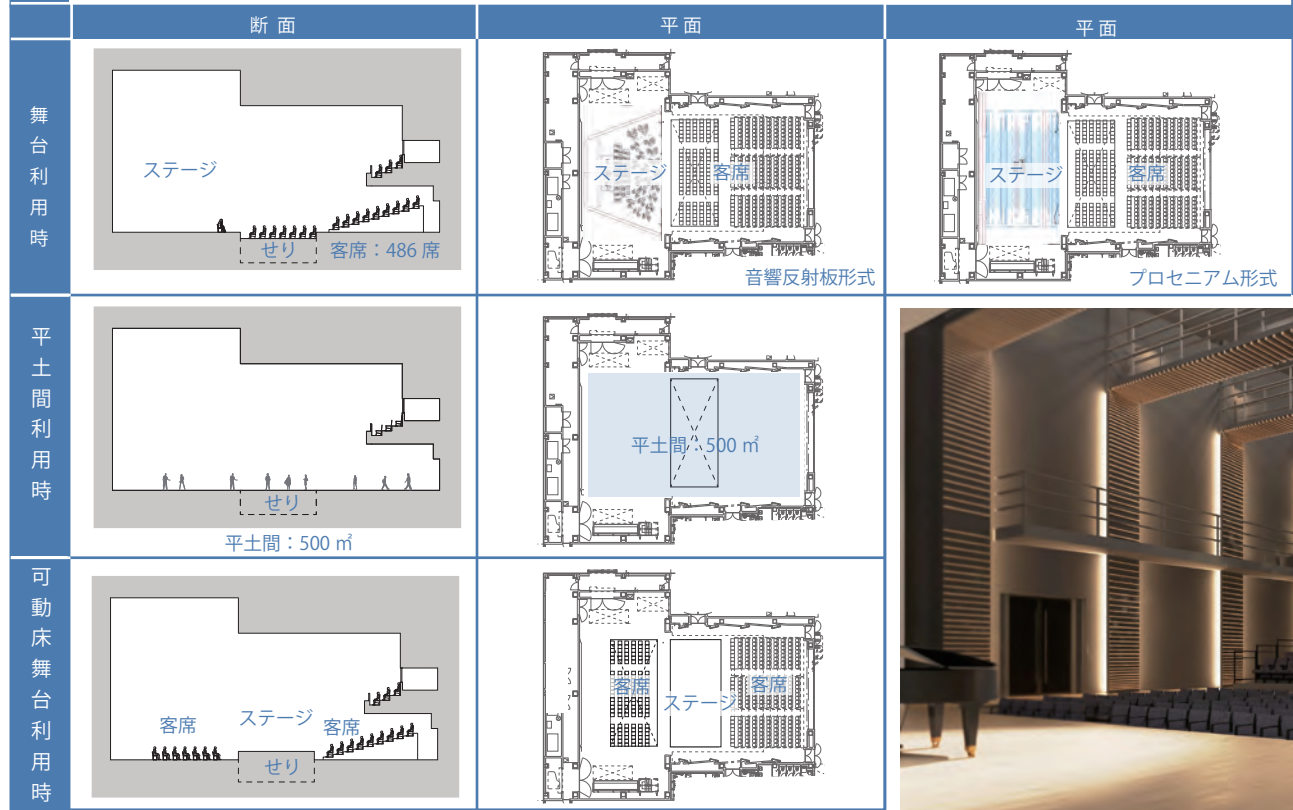 断面
平面
平面
舞台利用時
ステージ
せり
客席：486 席
ステージ
客席
音響反射板形式
ステージ
客席
プロセニアム形式
平土間利用時
せり
平土間：500 ㎡
平土間：500 ㎡
可動床舞台利用時
客席
ステージ
客席
せり
客席
ステージ
客席